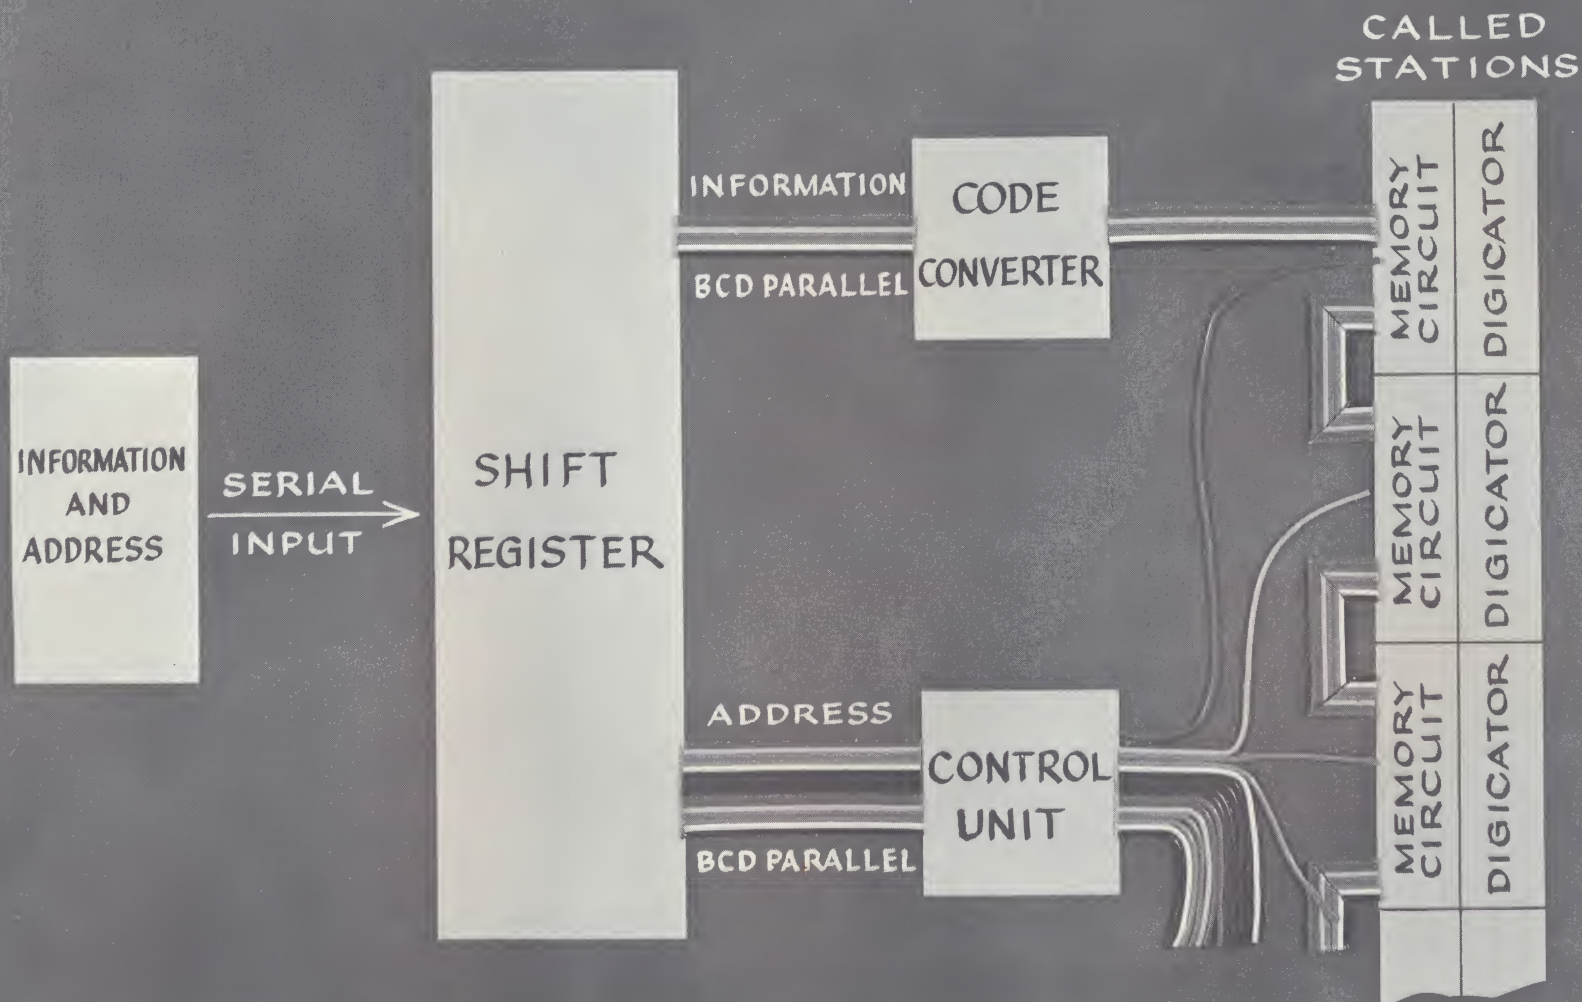 CALLED
STATIONS
INFORMATION
AND
ADDRESS
SERIAL
INPUT
SHIFT
REGISTER
INFORMATION
BCD PARALLEL
CODE
CONVERTER
ADDRESS
BCD PARALLEL
CONTROL
UNIT
MEMORY
CIRCUIT
DIGICATOR
MEMORY
CIRCUIT
DIGICATOR
MEMORY
CIRCUIT
DIGICATOR